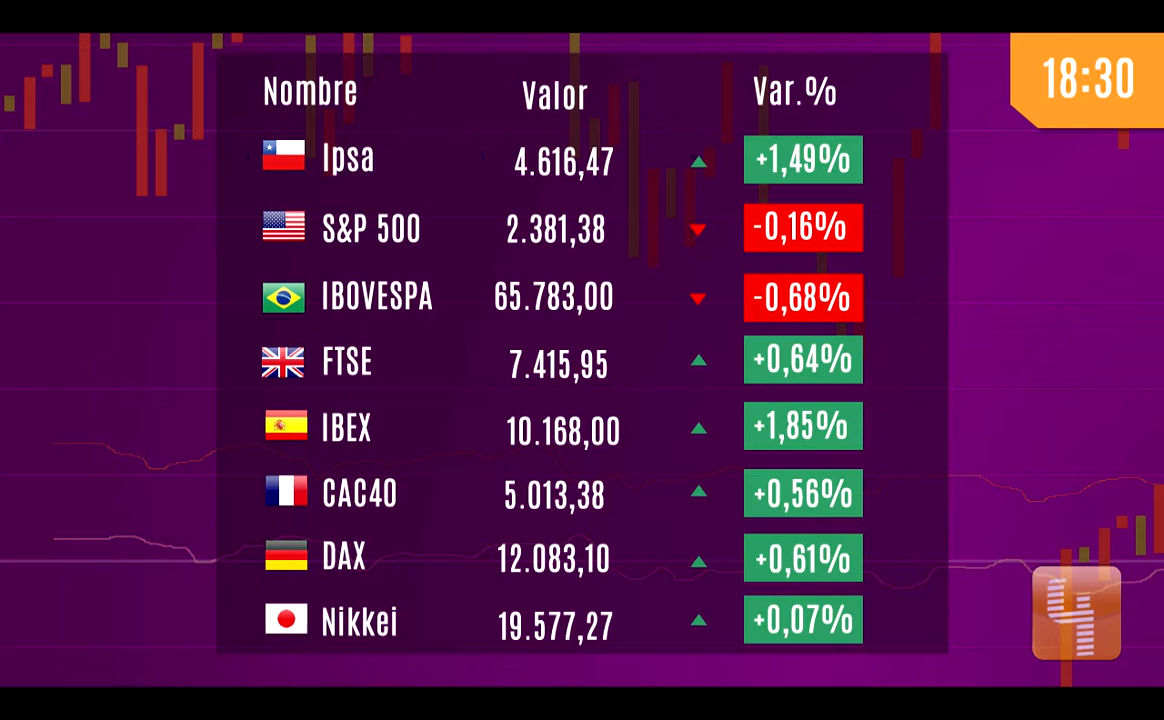 18:30
Nombre Valor Var.%
Ipsa 4.616,47 +1,49%
S&P 500 2.381,38 -0,16%
IBOVESPA 65.783,00 -0,68%
FTSE 7.415,95 +0,64%
IBEX 10.168,00 +1,85%
CAC40 5.013,38 +0,56%
DAX 12.083,10 +0,61%
Nikkei 19.577,27 +0,07%
4